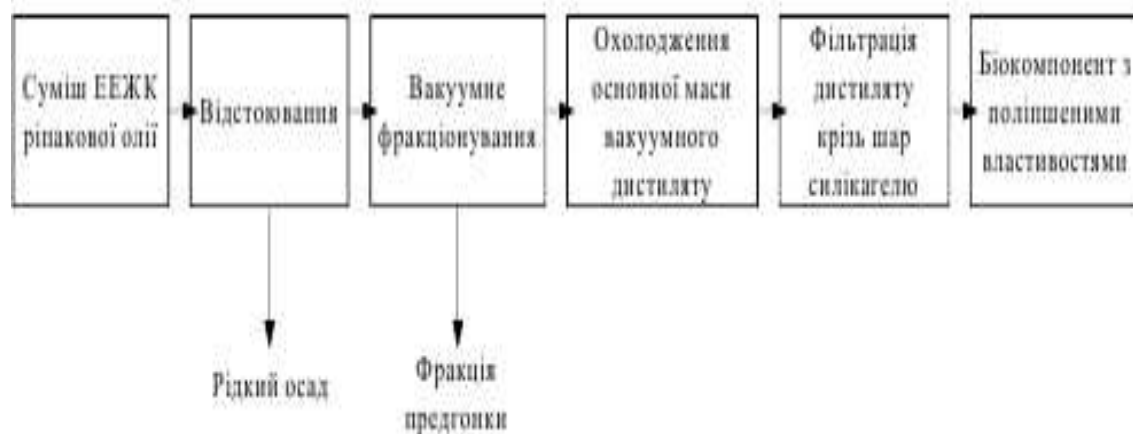 Суміш ЕЕЖК
ріпакової олії
Відстоювання
Вакуумне
фракціонування
Охолодження
основної маси
вакуумного
дистиляту
Фільтрація
дистиляту
крізь шар
силікагелю
Біокомпонент з
поліпшеними
властивостями
Рідкий осад
Фракція
предгонки